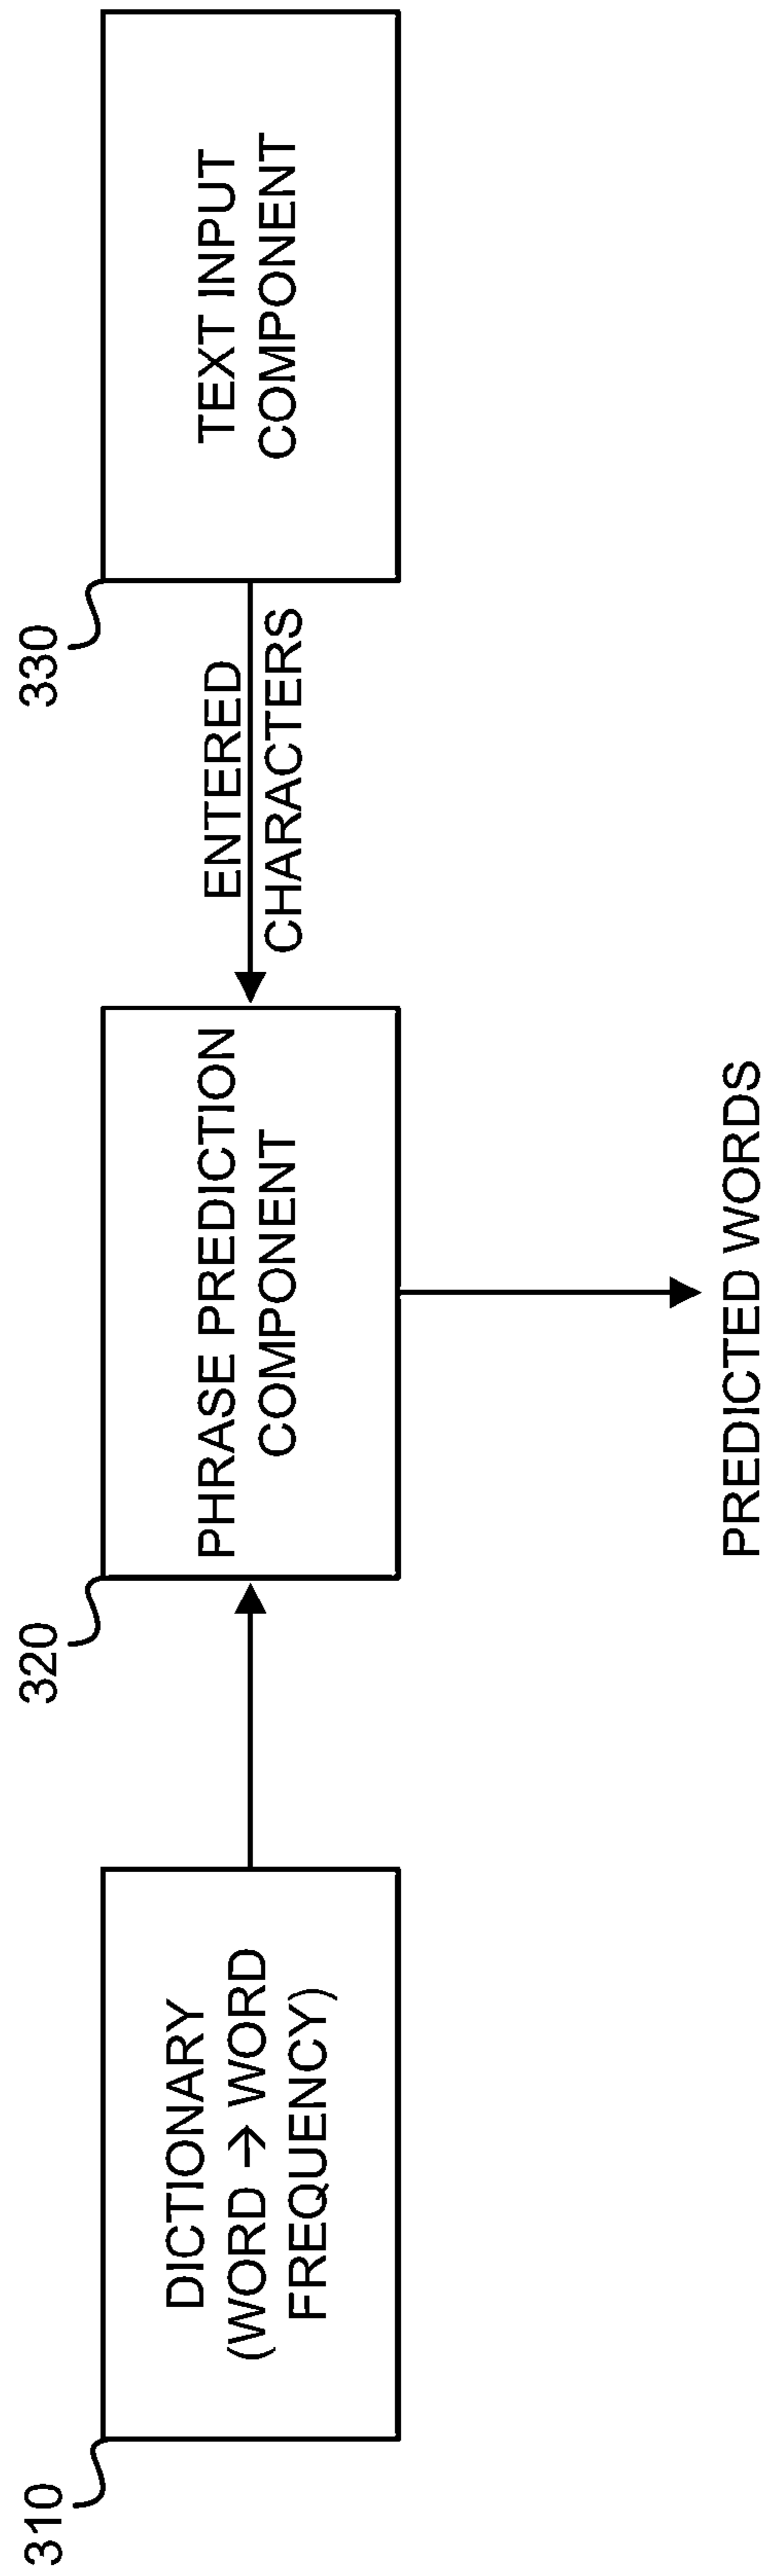 310
DICTIONARY
(WORD → WORD
FREQUENCY)
320
PHRASE PREDICTION
COMPONENT
ENTERED
CHARACTERS
330
TEXT INPUT
COMPONENT
PREDICTED WORDS